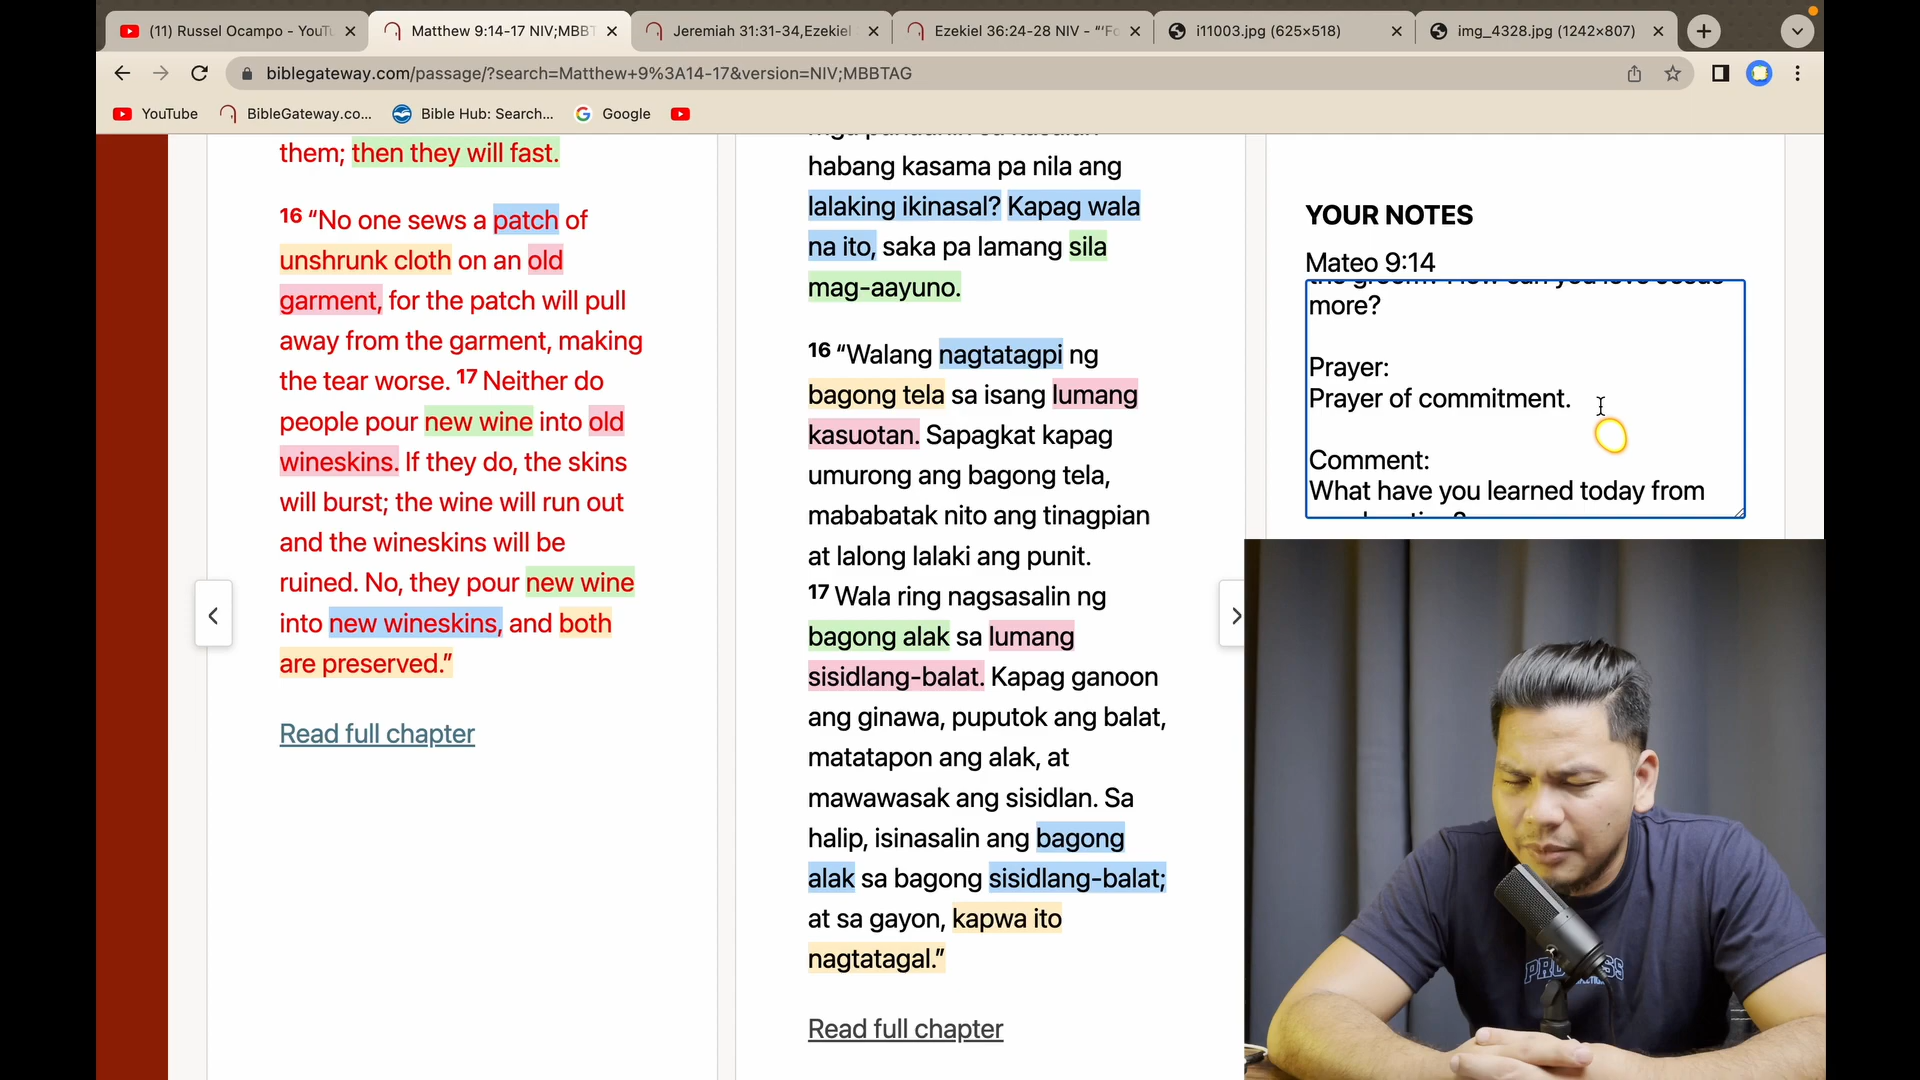 (11) Russel Ocampo - YouTu
Matthew 9:14-17 NIV;MBBT
Jeremiah 31:31-34,Ezekiel
Ezekiel 36:24-28 NIV - “‘Fo
i11003.jpg (625×518)
img_4328.jpg (1242×807)
biblegateway.com/passage/?search=Matthew+9%3A14-17&version=NIV;MBBTAG
YouTube
BibleGateway.co...
Bible Hub: Search...
Google
them; then they will fast.
16 “No one sews a patch of
unshrunk cloth on an old
garment, for the patch will pull
away from the garment, making
the tear worse. 17 Neither do
people pour new wine into old
wineskins. If they do, the skins
will burst; the wine will run out
and the wineskins will be
ruined. No, they pour new wine
into new wineskins, and both
are preserved.”
Read full chapter
habang kasama pa nila ang
lalaking ikinasal? Kapag wala
na ito, saka pa lamang sila
mag-aayuno.
16 “Walang nagtatagpi ng
bagong tela sa isang lumang
kasuotan. Sapagkat kapag
umurong ang bagong tela,
mababatak nito ang tinagpian
at lalong lalaki ang punit.
17 Wala ring nagsasalin ng
bagong alak sa lumang
sisidlang-balat. Kapag ganoon
ang ginawa, puputok ang balat,
matatapon ang alak, at
mawawasak ang sisidlan. Sa
halip, isinasalin ang bagong
alak sa bagong sisidlang-balat;
at sa gayon, kapwa ito
nagtatagal.”
Read full chapter
YOUR NOTES
Mateo 9:14
the groom? How can you love Jesus
more?
Prayer:
Prayer of commitment.
Comment:
What have you learned today from